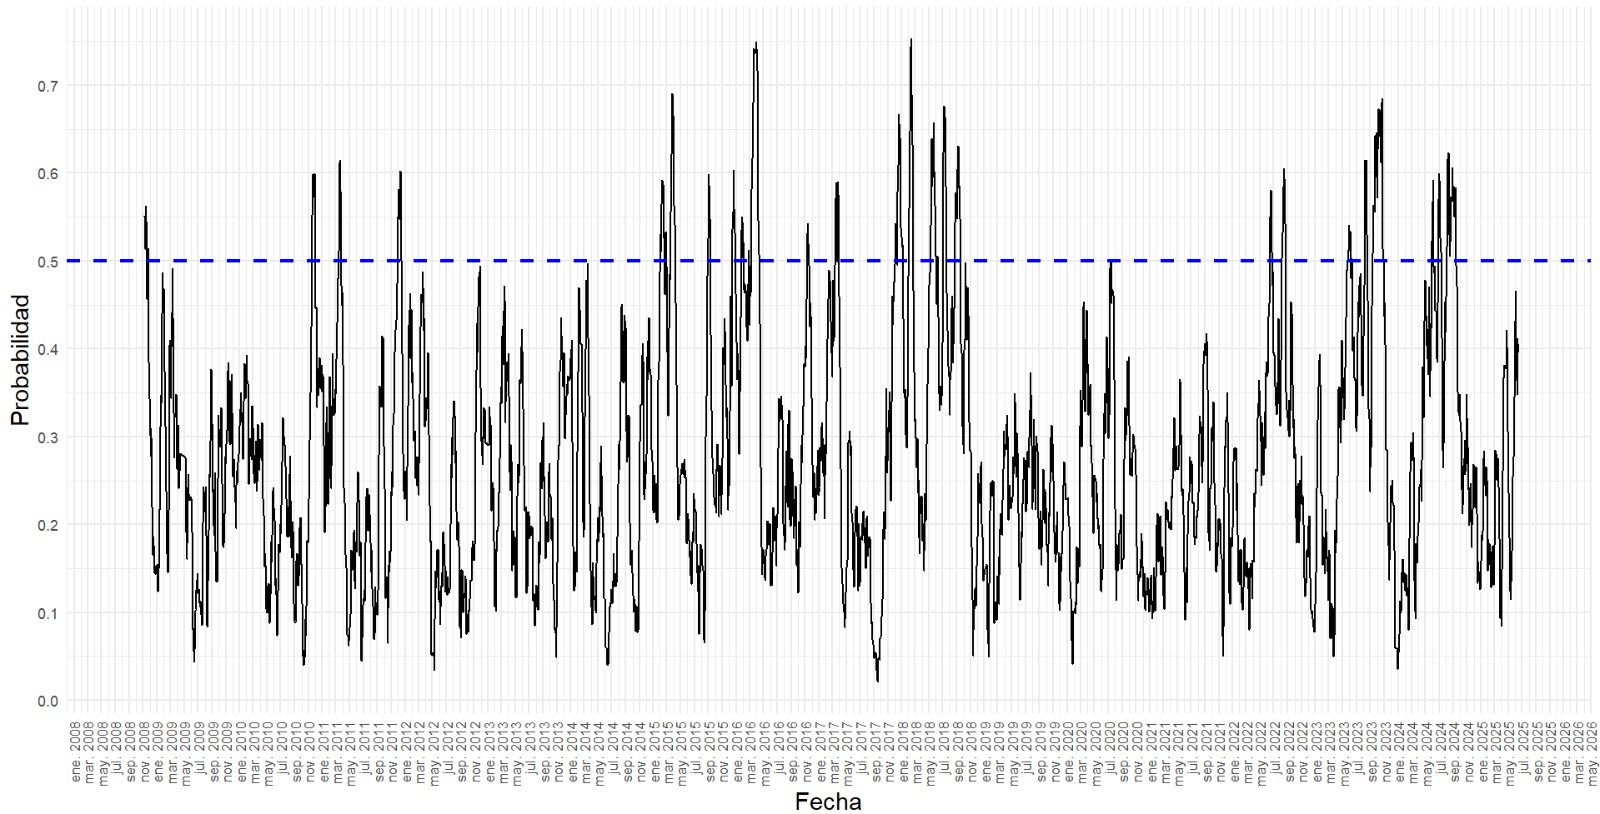 Probabilidad
0.7
0.6
0.5
0.4
0.3
0.2
0.1
0.0
ene. 2008
mar. 2008
may. 2008
jul. 2008
sep. 2008
nov. 2008
ene. 2009
mar. 2009
may. 2009
jul. 2009
sep. 2009
nov. 2009
ene. 2010
mar. 2010
may. 2010
jul. 2010
sep. 2010
nov. 2010
ene. 2011
mar. 2011
may. 2011
jul. 2011
sep. 2011
nov. 2011
ene. 2012
mar. 2012
may. 2012
jul. 2012
sep. 2012
nov. 2012
ene. 2013
mar. 2013
may. 2013
jul. 2013
sep. 2013
nov. 2013
ene. 2014
mar. 2014
may. 2014
jul. 2014
sep. 2014
nov. 2014
ene. 2015
mar. 2015
may. 2015
jul. 2015
sep. 2015
nov. 2015
ene. 2016
mar. 2016
may. 2016
jul. 2016
sep. 2016
nov. 2016
ene. 2017
mar. 2017
may. 2017
jul. 2017
sep. 2017
nov. 2017
ene. 2018
mar. 2018
may. 2018
jul. 2018
sep. 2018
nov. 2018
ene. 2019
mar. 2019
may. 2019
jul. 2019
sep. 2019
nov. 2019
ene. 2020
mar. 2020
may. 2020
jul. 2020
sep. 2020
nov. 2020
ene. 2021
mar. 2021
may. 2021
jul. 2021
sep. 2021
nov. 2021
ene. 2022
mar. 2022
may. 2022
jul. 2022
sep. 2022
nov. 2022
ene. 2023
mar. 2023
may. 2023
jul. 2023
sep. 2023
nov. 2023
ene. 2024
mar. 2024
may. 2024
jul. 2024
sep. 2024
nov. 2024
ene. 2025
mar. 2025
may. 2025
jul. 2025
sep. 2025
nov. 2025
ene. 2026
mar. 2026
may. 2026
Fecha